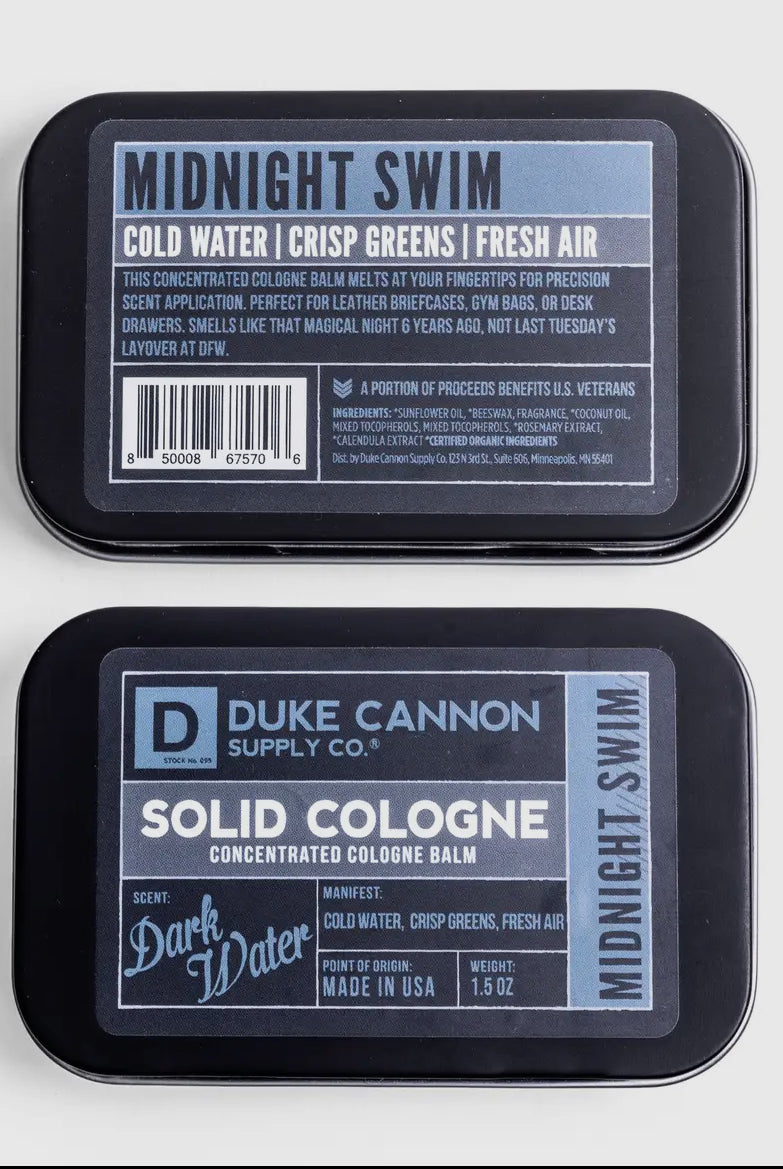 MIDNIGHT SWIM
COLD WATER | CRISP GREENS | FRESH AIR
THIS CONCENTRATED COLOGNE BALM MELTS AT YOUR FINGERTIPS FOR PRECISION
SCENT APPLICATION. PERFECT FOR LEATHER BRIEFCASES, GYM BAGS, OR DESK
DRAWERS. SMELLS LIKE THAT MAGICAL NIGHT 6 YEARS AGO, NOT LAST TUESDAY'S
LAYOVER AT DFW.
8 50008 67570 6
A PORTION OF PROCEEDS BENEFITS U.S. VETERANS
INGREDIENTS: *SUNFLOWER OIL, *BEESWAX, FRAGRANCE, *COCONUT OIL,
MIXED TOCOPHEROLS, MIXED TOCOPHEROLS, *ROSEMARY EXTRACT,
*CALENDULA EXTRACT *CERTIFIED ORGANIC INGREDIENTS
Dist. by Duke Cannon Supply Co. 123 N 3rd St., Suite 606, Minneapolis, MN 55401
D
STOCK No. 095
DUKE CANNON
SUPPLY CO.®
SOLID COLOGNE
CONCENTRATED COLOGNE BALM
SCENT:
Dark
Water
MANIFEST:
COLD WATER, CRISP GREENS, FRESH AIR
POINT OF ORIGIN:
MADE IN USA
WEIGHT:
1.5 OZ
MIDNIGHT SWIM